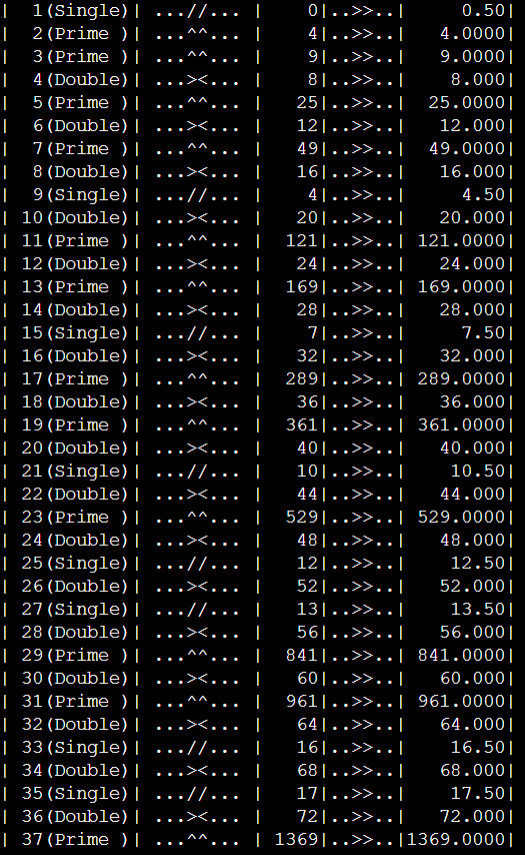 |  1(Single)| ...//... |    0|..>>..|     0.50|
|  2(Prime )| ...^^... |    4|..>>..|   4.0000|
|  3(Prime )| ...^^... |    9|..>>..|   9.0000|
|  4(Double)| ...><... |    8|..>>..|    8.000|
|  5(Prime )| ...^^... |   25|..>>..|  25.0000|
|  6(Double)| ...><... |   12|..>>..|   12.000|
|  7(Prime )| ...^^... |   49|..>>..|  49.0000|
|  8(Double)| ...><... |   16|..>>..|   16.000|
|  9(Single)| ...//... |    4|..>>..|     4.50|
| 10(Double)| ...><... |   20|..>>..|   20.000|
| 11(Prime )| ...^^... |  121|..>>..| 121.0000|
| 12(Double)| ...><... |   24|..>>..|   24.000|
| 13(Prime )| ...^^... |  169|..>>..| 169.0000|
| 14(Double)| ...><... |   28|..>>..|   28.000|
| 15(Single)| ...//... |    7|..>>..|     7.50|
| 16(Double)| ...><... |   32|..>>..|   32.000|
| 17(Prime )| ...^^... |  289|..>>..| 289.0000|
| 18(Double)| ...><... |   36|..>>..|   36.000|
| 19(Prime )| ...^^... |  361|..>>..| 361.0000|
| 20(Double)| ...><... |   40|..>>..|   40.000|
| 21(Single)| ...//... |   10|..>>..|    10.50|
| 22(Double)| ...><... |   44|..>>..|   44.000|
| 23(Prime )| ...^^... |  529|..>>..| 529.0000|
| 24(Double)| ...><... |   48|..>>..|   48.000|
| 25(Single)| ...//... |   12|..>>..|    12.50|
| 26(Double)| ...><... |   52|..>>..|   52.000|
| 27(Single)| ...//... |   13|..>>..|    13.50|
| 28(Double)| ...><... |   56|..>>..|   56.000|
| 29(Prime )| ...^^... |  841|..>>..| 841.0000|
| 30(Double)| ...><... |   60|..>>..|   60.000|
| 31(Prime )| ...^^... |  961|..>>..| 961.0000|
| 32(Double)| ...><... |   64|..>>..|   64.000|
| 33(Single)| ...//... |   16|..>>..|    16.50|
| 34(Double)| ...><... |   68|..>>..|   68.000|
| 35(Single)| ...//... |   17|..>>..|    17.50|
| 36(Double)| ...><... |   72|..>>..|   72.000|
| 37(Prime )| ...^^... | 1369|..>>..|1369.0000|